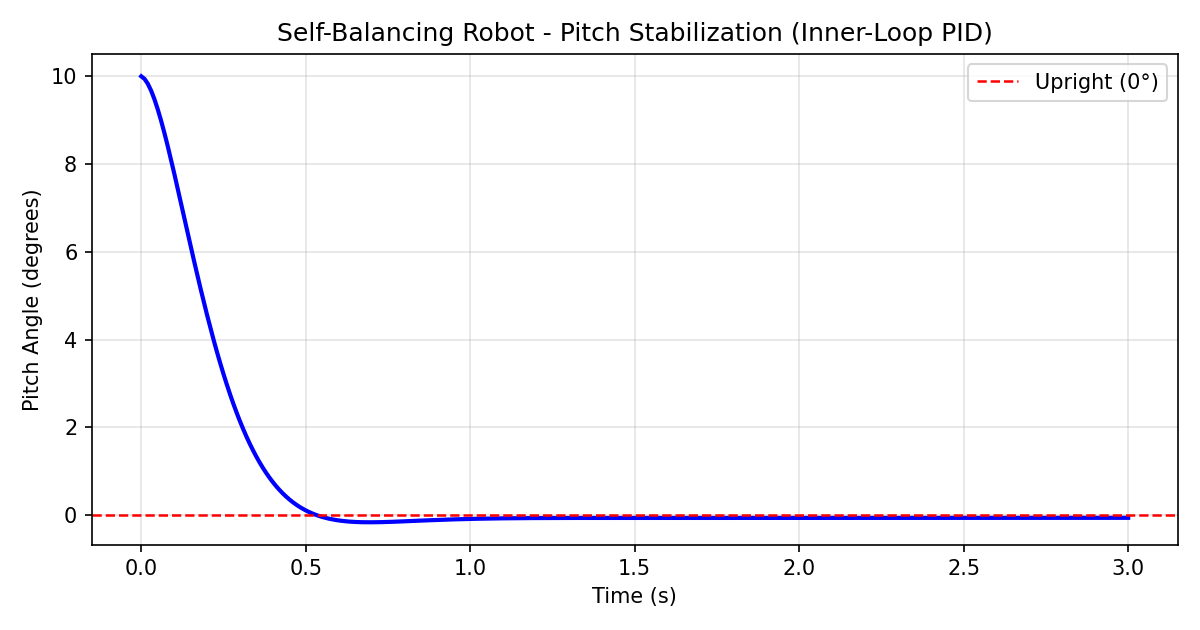 Self-Balancing Robot - Pitch Stabilization (Inner-Loop PID)
Upright (0°)
Pitch Angle (degrees)
10
8
6
4
2
0
0.0 0.5 1.0 1.5 2.0 2.5 3.0
Time (s)